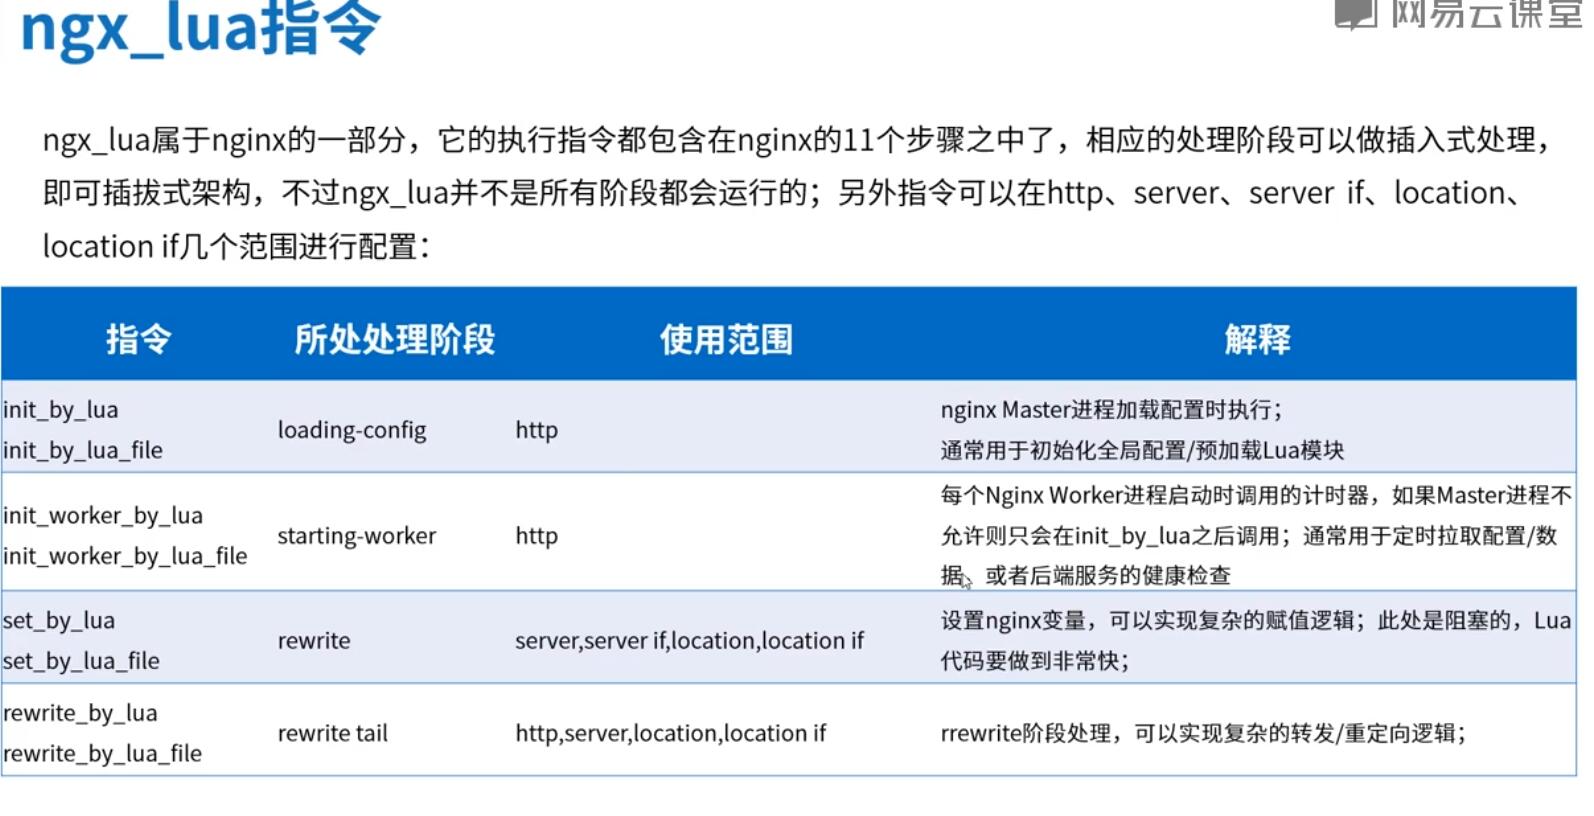 ngx_lua指令
网易云课堂
ngx_lua属于nginx的一部分，它的执行指令都包含在nginx的11个步骤之中了，相应的处理阶段可以做插入式处理，
即可插拔式架构，不过ngx_lua并不是所有阶段都会运行的；另外指令可以在http、server、server if、location、
location if几个范围进行配置：
指令 所处处理阶段 使用范围 解释
init_by_lua
init_by_lua_file
loading-config
http
nginx Master进程加载配置时执行；
通常用于初始化全局配置/预加载Lua模块
init_worker_by_lua
init_worker_by_lua_file
starting-worker
http
每个Nginx Worker进程启动时调用的计时器，如果Master进程不
允许则只会在init_by_lua之后调用；通常用于定时拉取配置/数
据、或者后端服务的健康检查
set_by_lua
set_by_lua_file
rewrite
server,server if,location,location if
设置nginx变量，可以实现复杂的赋值逻辑；此处是阻塞的，Lua
代码要做到非常快；
rewrite_by_lua
rewrite_by_lua_file
rewrite tail
http,server,location,location if
rrewrite阶段处理，可以实现复杂的转发/重定向逻辑；